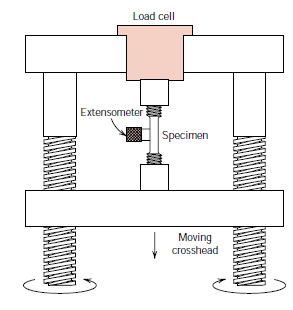 Load cell
Extensometer
Specimen
Moving
crosshead